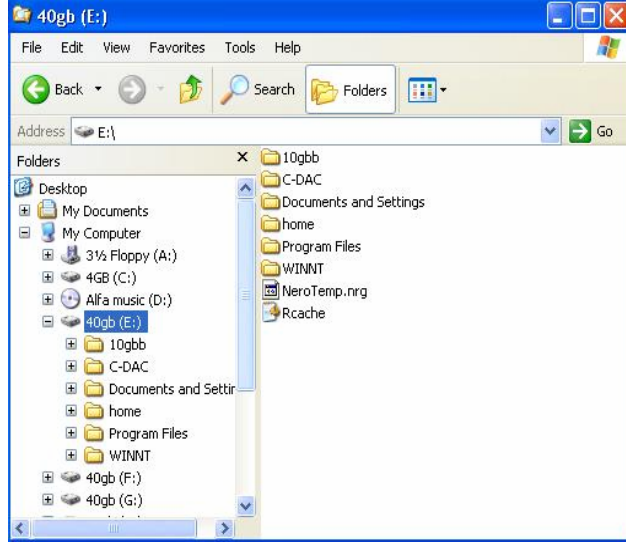 40gb (E:)
File Edit View Favorites Tools Help
Back Search Folders
Address E:\ Go
Folders
Desktop
My Documents
My Computer
3½ Floppy (A:)
4GB (C:)
Alfa music (D:)
40gb (E:)
10gbb
C-DAC
Documents and Settin
home
Program Files
WINNT
40gb (F:)
40gb (G:)
10gbb
C-DAC
Documents and Settings
home
Program Files
WINNT
NeroTemp.nrg
Rcache